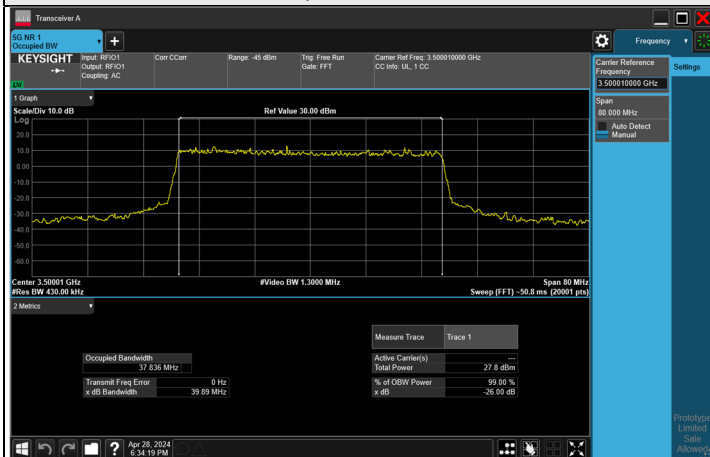 Transceiver A
5G NR 1
Occupied BW
Frequency
KEYSIGHT
Input: RFIO1
Output: RFIO1
Coupling: AC
Corr CCorr
Range: -45 dBm
Trig: Free Run
Gate: FFT
Carrier Ref Freq: 3.500010000 GHz
CC Info: UL, 1 CC
Carrier Reference
Frequency
3.500010000 GHz
Settings
Span
80.000 MHz
Auto Detect
Manual
1 Graph
Scale/Div 10.0 dB
Ref Value 30.00 dBm
Log
20.0
10.0
0.00
-10.0
-20.0
-30.0
-40.0
-50.0
-60.0
Center 3.50001 GHz
#Video BW 1.3000 MHz
Span 80 MHz
#Res BW 430.00 kHz
Sweep (FFT) ~50.8 ms (20001 pts)
2 Metrics
Measure Trace
Trace 1
Occupied Bandwidth
37.836 MHz
Active Carrier(s)
---
Total Power
27.8 dBm
Transmit Freq Error
0 Hz
% of OBW Power
99.00 %
x dB Bandwidth
39.89 MHz
x dB
-26.00 dB
Prototype
Limited
Sale
Allowed
?
Apr 28, 2024
6:34:19 PM